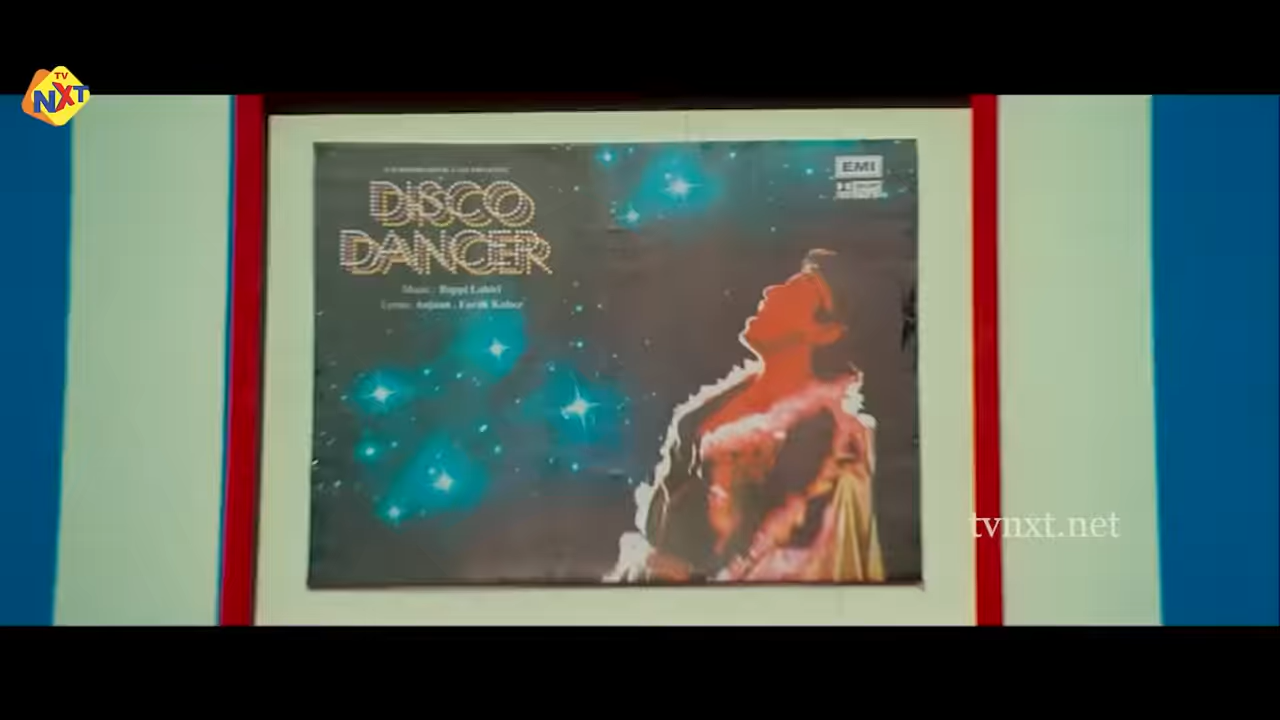 TV
NXT
DISCO
DANCER
Music : Bappi Lahiri
Lyrics: Anjaan . Faruk Kaiser
EMI
tvnxt.net